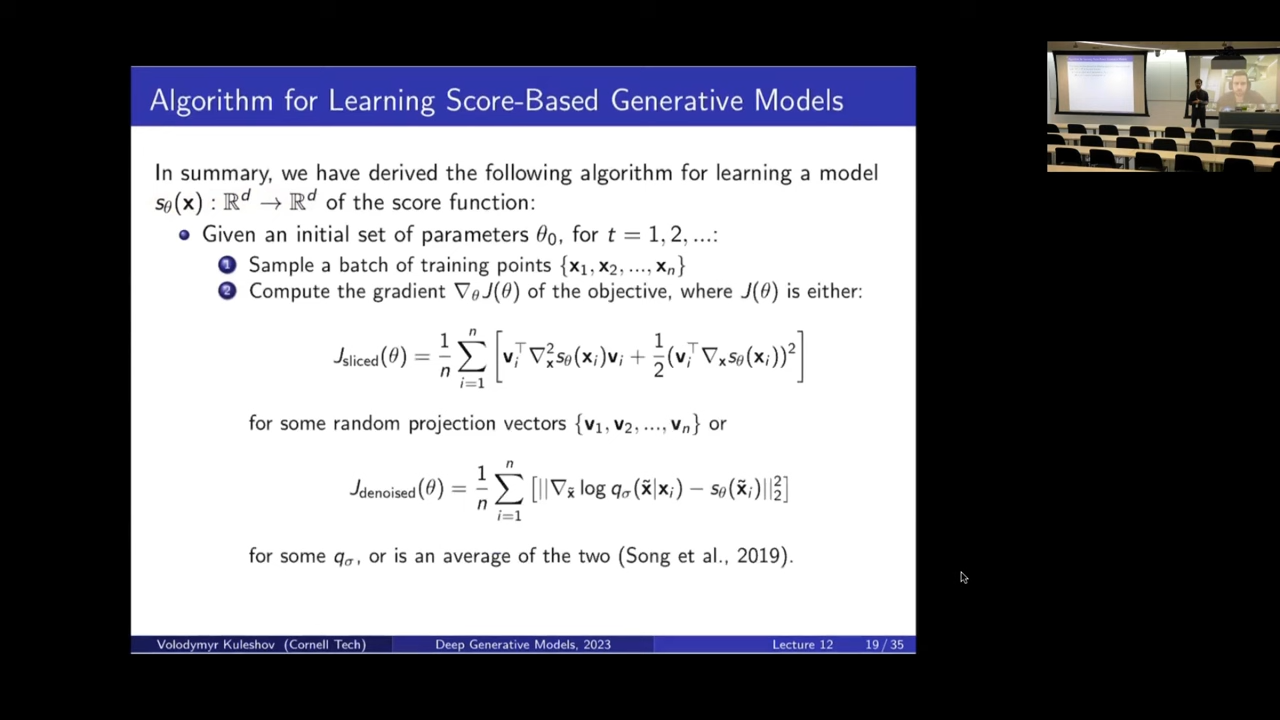 Algorithm for Learning Score-Based Generative Models
In summary, we have derived the following algorithm for learning a model
s_θ(x) : ℝ^d → ℝ^d of the score function:
• Given an initial set of parameters θ_0, for t = 1, 2, ...:
1 Sample a batch of training points {x_1, x_2, ..., x_n}
2 Compute the gradient ∇_θ J(θ) of the objective, where J(θ) is either:
J_sliced(θ) = 1/n ∑_{i=1}^{n} [v_i^⊤ ∇_x^2 s_θ(x_i) v_i + 1/2 (v_i^⊤ ∇_x s_θ(x_i))^2]
for some random projection vectors {v_1, v_2, ..., v_n} or
J_denoised(θ) = 1/n ∑_{i=1}^{n} [||∇_x̃ log q_σ(x̃|x_i) − s_θ(x̃_i)||_2^2]
for some q_σ, or is an average of the two (Song et al., 2019).
Volodymyr Kuleshov (Cornell Tech) Deep Generative Models, 2023 Lecture 12 19 / 35